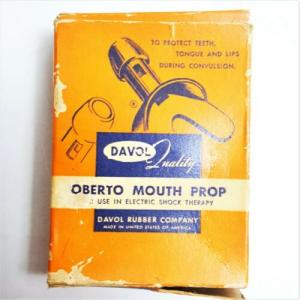 TO PROTECT TEETH,
TONGUE AND LIPS
DURING CONVULSION.
DAVOL
Quality
OBERTO MOUTH PROP
USE IN ELECTRIC SHOCK THERAPY
DAVOL RUBBER COMPANY
MADE IN UNITED STATES OF AMERICA